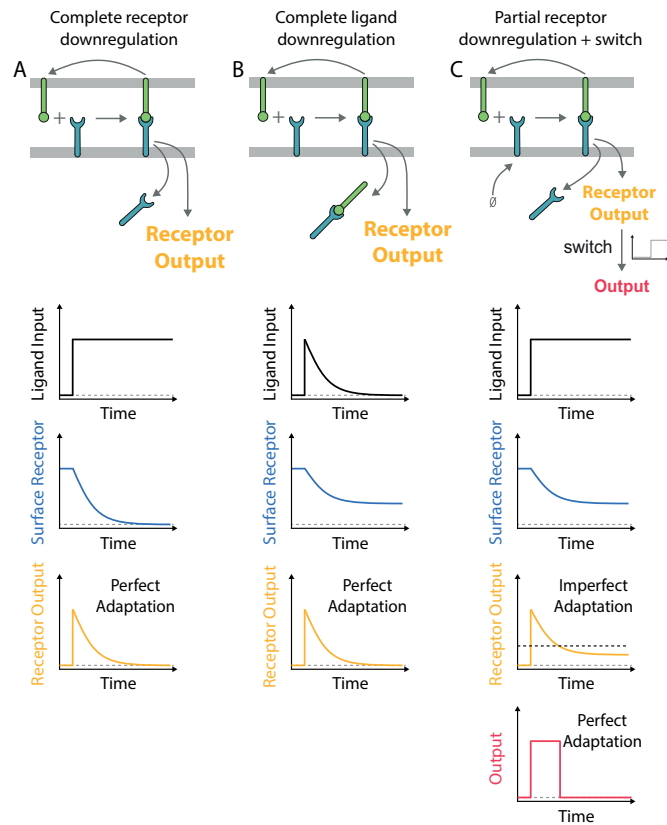 Complete receptor
downregulation
Complete ligand
downregulation
Partial receptor
downregulation + switch
A
+
Receptor
Output
B
+
Receptor
Output
C
+
∅
Receptor
Output
switch
Output
Ligand Input
Time
Ligand Input
Time
Ligand Input
Time
Surface Receptor
Time
Surface Receptor
Time
Surface Receptor
Time
Receptor Output
Perfect
Adaptation
Time
Receptor Output
Perfect
Adaptation
Time
Receptor Output
Imperfect
Adaptation
Time
Output
Perfect
Adaptation
Time